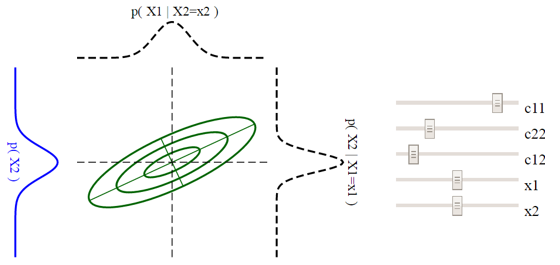 p( X1 | X2=x2 )
p( X2 )
p( X2 | X1=x1 )
c11
c22
c12
x1
x2